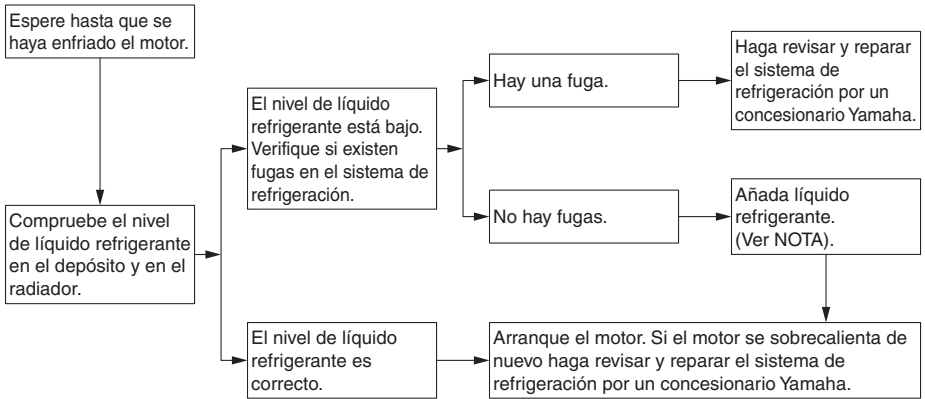 Espere hasta que se
haya enfriado el motor.
Compruebe el nivel
de líquido refrigerante
en el depósito y en el
radiador.
El nivel de líquido
refrigerante está bajo.
Verifique si existen
fugas en el sistema de
refrigeración.
Hay una fuga.
Haga revisar y reparar
el sistema de
refrigeración por un
concesionario Yamaha.
No hay fugas.
Añada líquido
refrigerante.
(Ver NOTA).
El nivel de líquido
refrigerante es
correcto.
Arranque el motor. Si el motor se sobrecalienta de
nuevo haga revisar y reparar el sistema de
refrigeración por un concesionario Yamaha.